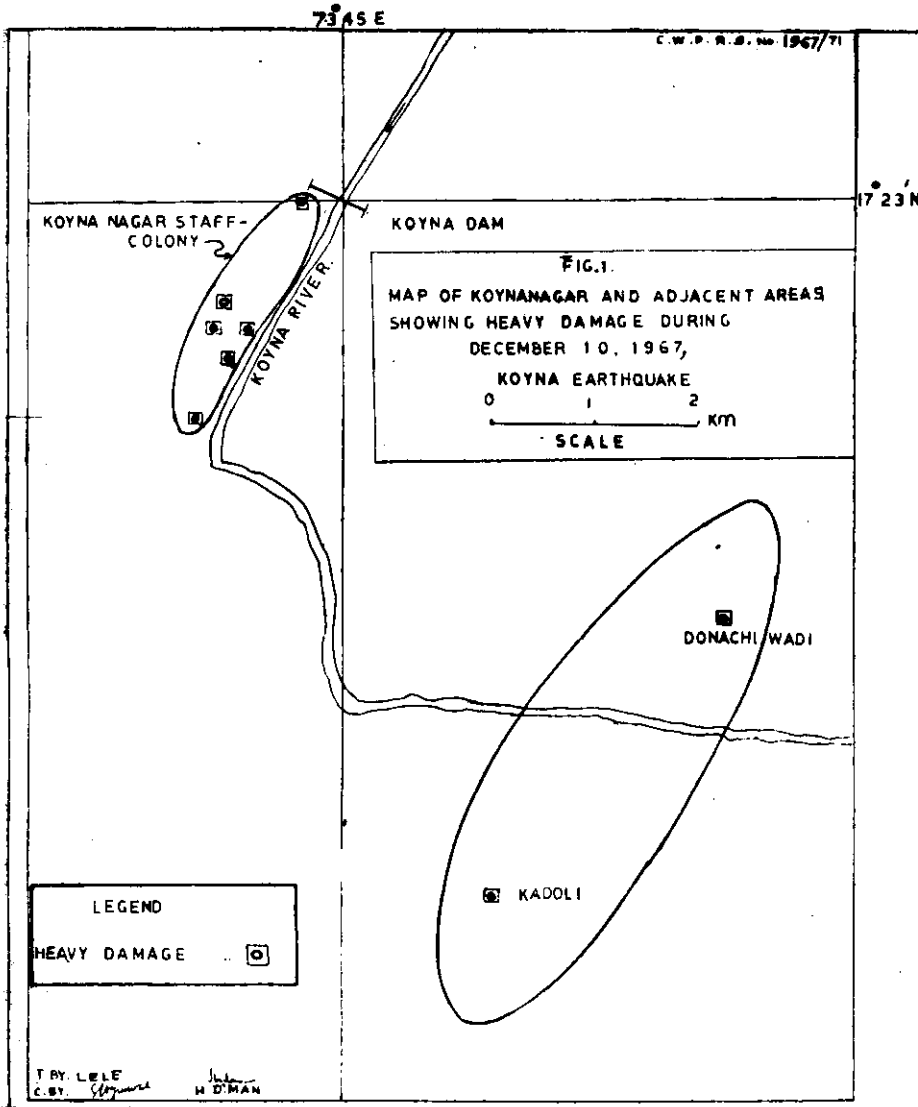 73°45 E
C.W.P.R.S. No. 1967/71
17°23'N
KOYNA NAGAR STAFF-
COLONY
KOYNA DAM
KOYNA RIVER.
FIG.1.
MAP OF KOYNANAGAR AND ADJACENT AREAS
SHOWING HEAVY DAMAGE DURING
DECEMBER 10, 1967,
KOYNA EARTHQUAKE
0 1 2
Km
SCALE
DONACHI WADI
KADOLI
LEGEND
HEAVY DAMAGE
T BY. LELE
C.BY.
H D.MAN